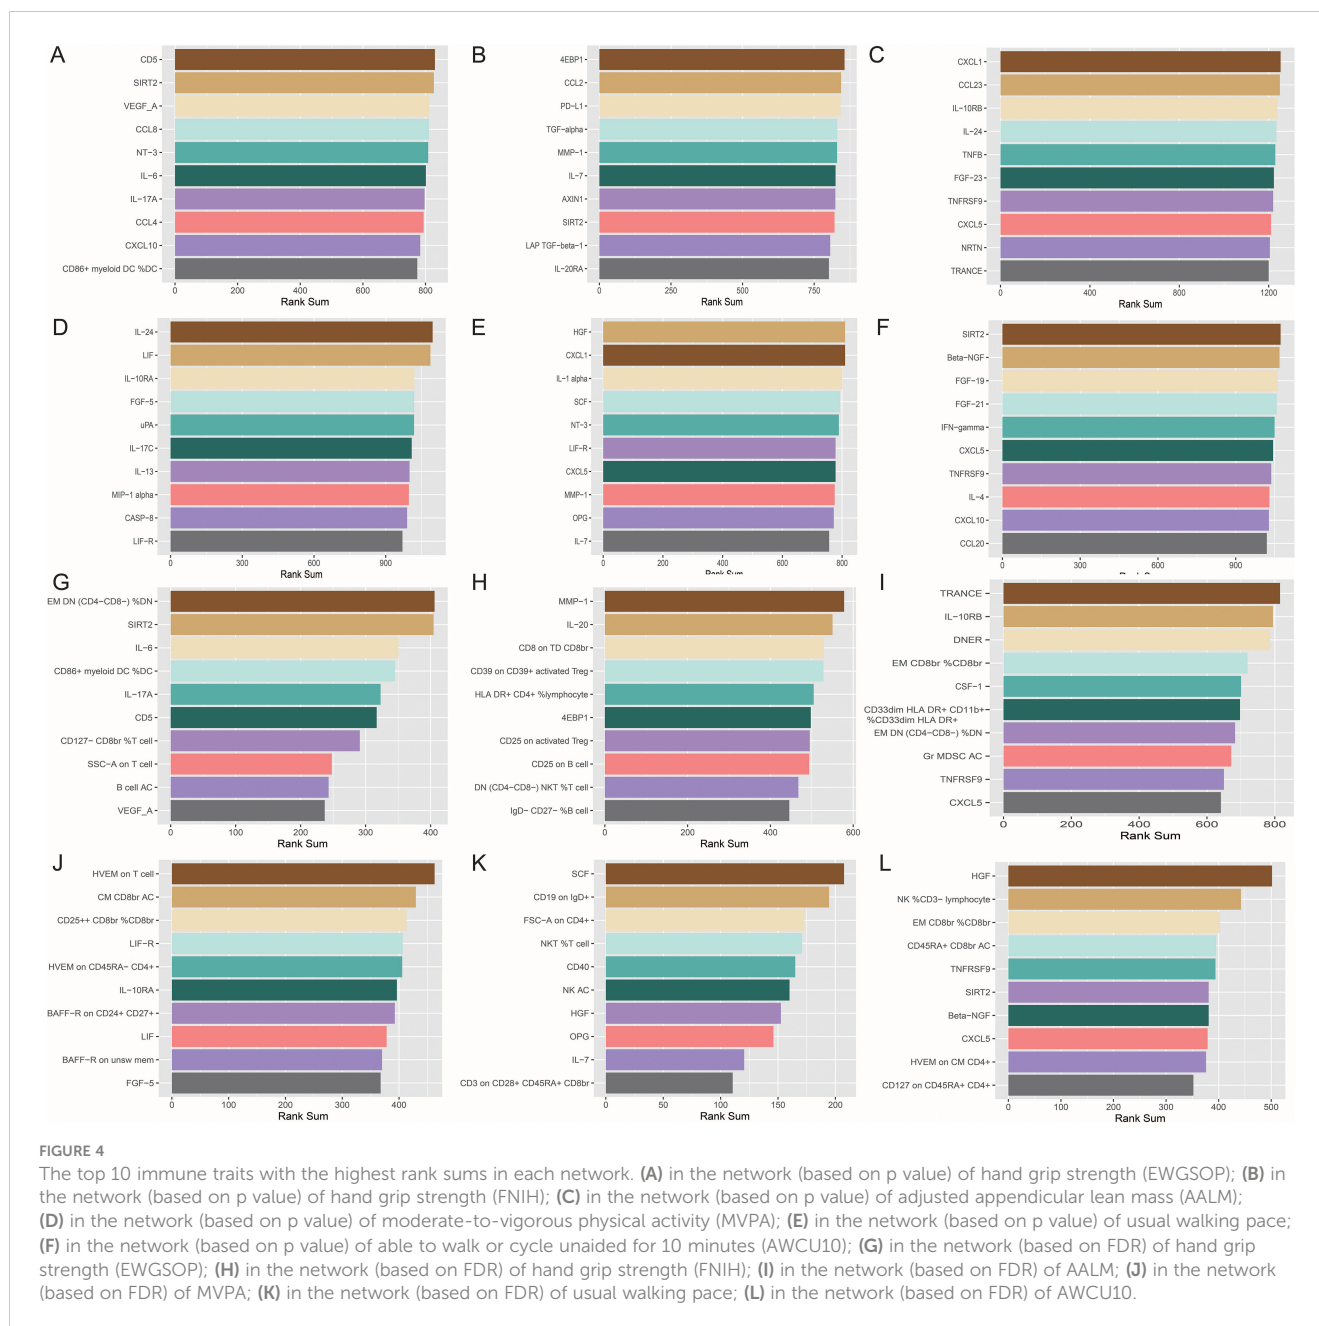 A
CD5
SIRT2
VEGF_A
CCL8
NT−3
IL−6
IL−17A
CCL4
CXCL10
CD86+ myeloid DC %DC
0 200 400 600 800
Rank Sum
B
4EBP1
CCL2
PD−L1
TGF−alpha
MMP−1
IL−7
AXIN1
SIRT2
LAP TGF−beta−1
IL−20RA
0 250 500 750
Rank Sum
C
CXCL1
CCL23
IL−10RB
IL−24
TNFB
FGF−23
TNFRSF9
CXCL5
NRTN
TRANCE
0 400 800 1200
Rank Sum
D
IL−24
LIF
IL−10RA
FGF−5
uPA
IL−17C
IL−13
MIP−1 alpha
CASP−8
LIF−R
0 300 600 900
Rank Sum
E
HGF
CXCL1
IL−1 alpha
SCF
NT−3
LIF−R
CXCL5
MMP−1
OPG
IL−7
0 200 400 600 800
Rank Sum
F
SIRT2
Beta−NGF
FGF−19
FGF−21
IFN−gamma
CXCL5
TNFRSF9
IL−4
CXCL10
CCL20
0 300 600 900
Rank Sum
G
EM DN (CD4−CD8−) %DN
SIRT2
IL−6
CD86+ myeloid DC %DC
IL−17A
CD5
CD127− CD8br %T cell
SSC−A on T cell
B cell AC
VEGF_A
0 100 200 300 400
Rank Sum
H
MMP−1
IL−20
CD8 on TD CD8br
CD39 on CD39+ activated Treg
HLA DR+ CD4+ %lymphocyte
4EBP1
CD25 on activated Treg
CD25 on B cell
DN (CD4−CD8−) NKT %T cell
IgD− CD27− %B cell
0 200 400 600
Rank Sum
I
TRANCE
IL−10RB
DNER
EM CD8br %CD8br
CSF−1
CD33dim HLA DR+ CD11b+
%CD33dim HLA DR+
EM DN (CD4−CD8−) %DN
Gr MDSC AC
TNFRSF9
CXCL5
0 200 400 600 800
Rank Sum
J
HVEM on T cell
CM CD8br AC
CD25++ CD8br %CD8br
LIF−R
HVEM on CD45RA− CD4+
IL−10RA
BAFF−R on CD24+ CD27+
LIF
BAFF−R on unsw mem
FGF−5
0 100 200 300 400
Rank Sum
K
SCF
CD19 on IgD+
FSC−A on CD4+
NKT %T cell
CD40
NK AC
HGF
OPG
IL−7
CD3 on CD28+ CD45RA+ CD8br
0 50 100 150 200
Rank Sum
L
HGF
NK %CD3− lymphocyte
EM CD8br %CD8br
CD45RA+ CD8br AC
TNFRSF9
SIRT2
Beta−NGF
CXCL5
HVEM on CM CD4+
CD127 on CD45RA+ CD4+
0 100 200 300 400 500
Rank Sum
FIGURE 4
The top 10 immune traits with the highest rank sums in each network. (A) in the network (based on p value) of hand grip strength (EWGSOP); (B) in
the network (based on p value) of hand grip strength (FNIH); (C) in the network (based on p value) of adjusted appendicular lean mass (AALM);
(D) in the network (based on p value) of moderate-to-vigorous physical activity (MVPA); (E) in the network (based on p value) of usual walking pace;
(F) in the network (based on p value) of able to walk or cycle unaided for 10 minutes (AWCU10); (G) in the network (based on FDR) of hand grip
strength (EWGSOP); (H) in the network (based on FDR) of hand grip strength (FNIH); (I) in the network (based on FDR) of AALM; (J) in the network
(based on FDR) of MVPA; (K) in the network (based on FDR) of usual walking pace; (L) in the network (based on FDR) of AWCU10.